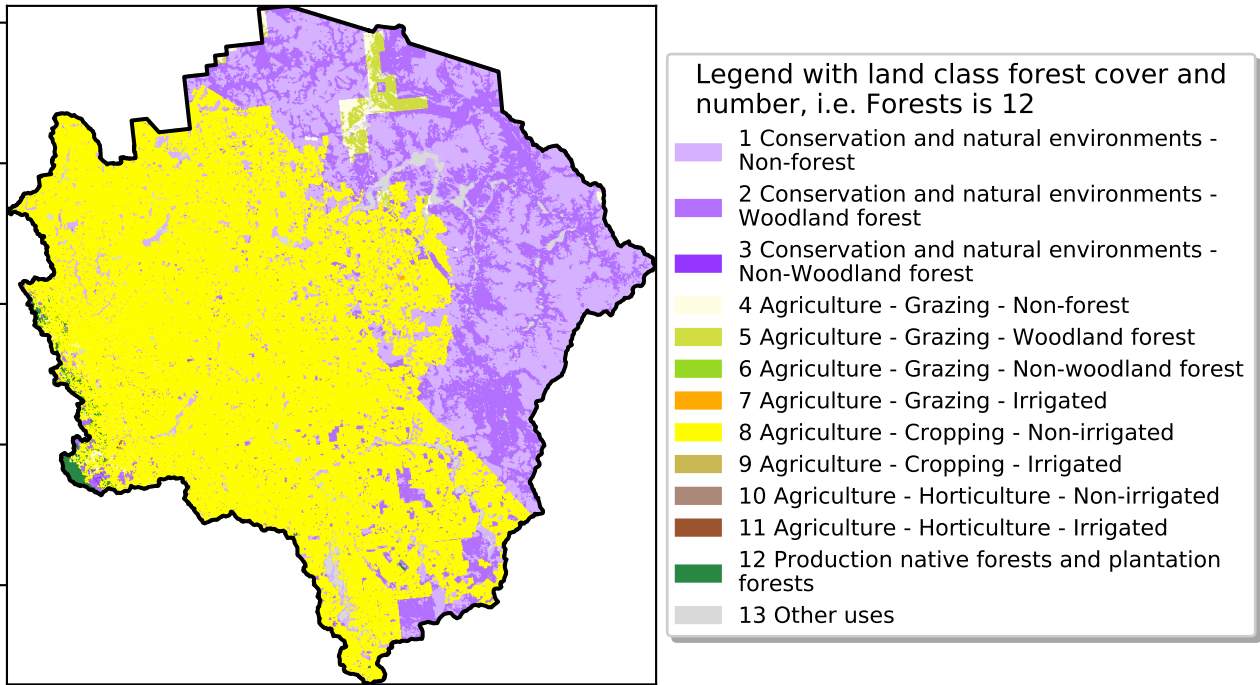 Legend with land class forest cover and
number, i.e. Forests is 12
1 Conservation and natural environments -
Non-forest
2 Conservation and natural environments -
Woodland forest
3 Conservation and natural environments -
Non-Woodland forest
4 Agriculture - Grazing - Non-forest
5 Agriculture - Grazing - Woodland forest
6 Agriculture - Grazing - Non-woodland forest
7 Agriculture - Grazing - Irrigated
8 Agriculture - Cropping - Non-irrigated
9 Agriculture - Cropping - Irrigated
10 Agriculture - Horticulture - Non-irrigated
11 Agriculture - Horticulture - Irrigated
12 Production native forests and plantation
forests
13 Other uses